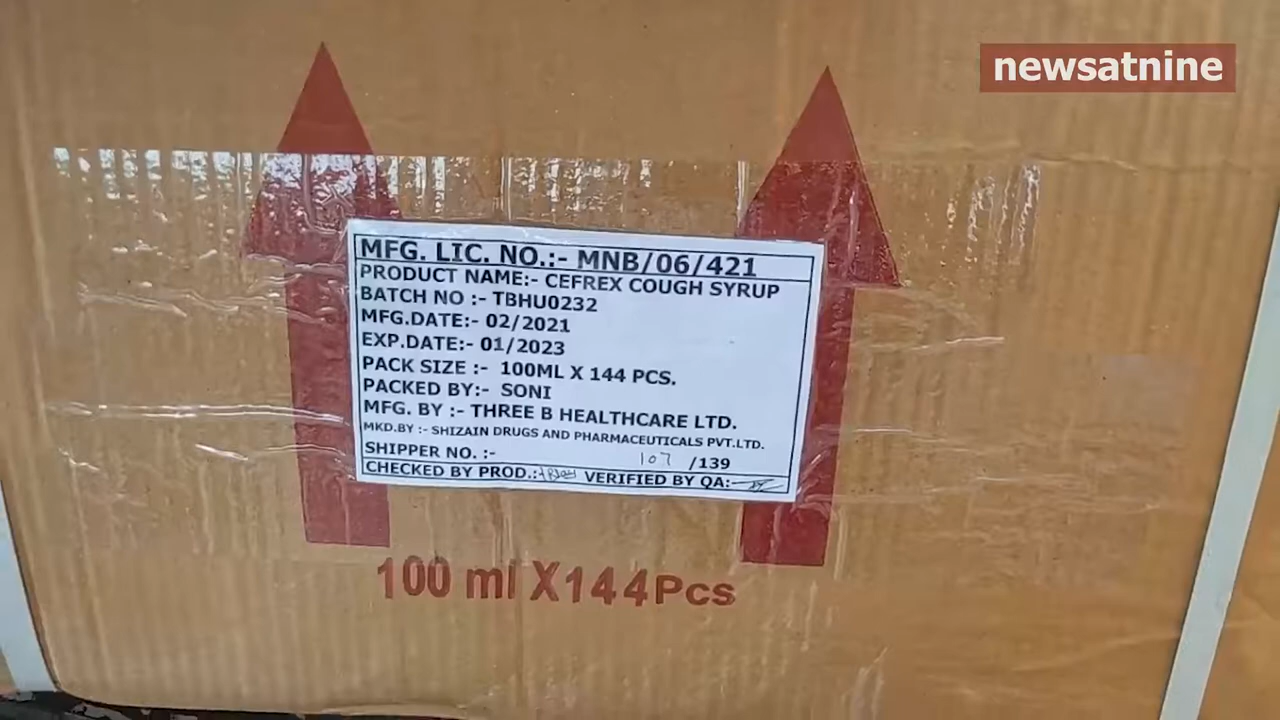 newsatnine
MFG. LIC. NO.:- MNB/06/421
PRODUCT NAME:- CEFREX COUGH SYRUP
BATCH NO :- TBHU0232
MFG.DATE:- 02/2021
EXP.DATE:- 01/2023
PACK SIZE :- 100ML X 144 PCS.
PACKED BY:- SONI
MFG. BY :- THREE B HEALTHCARE LTD.
MKD.BY :- SHIZAIN DRUGS AND PHARMACEUTICALS PVT.LTD.
SHIPPER NO. :- 107 /139
CHECKED BY PROD.: VERIFIED BY QA:-
100 ml X144Pcs